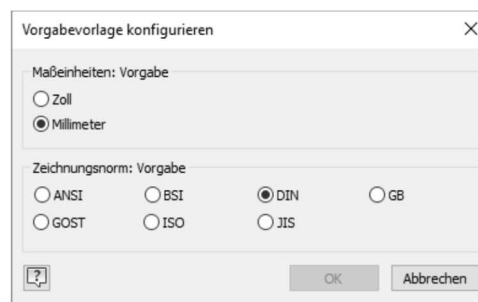 Vorgabevorlage konfigurieren
Maßeinheiten: Vorgabe
Zoll
Millimeter
Zeichnungsnorm: Vorgabe
ANSI BSI DIN GB
GOST ISO JIS
? OK Abbrechen